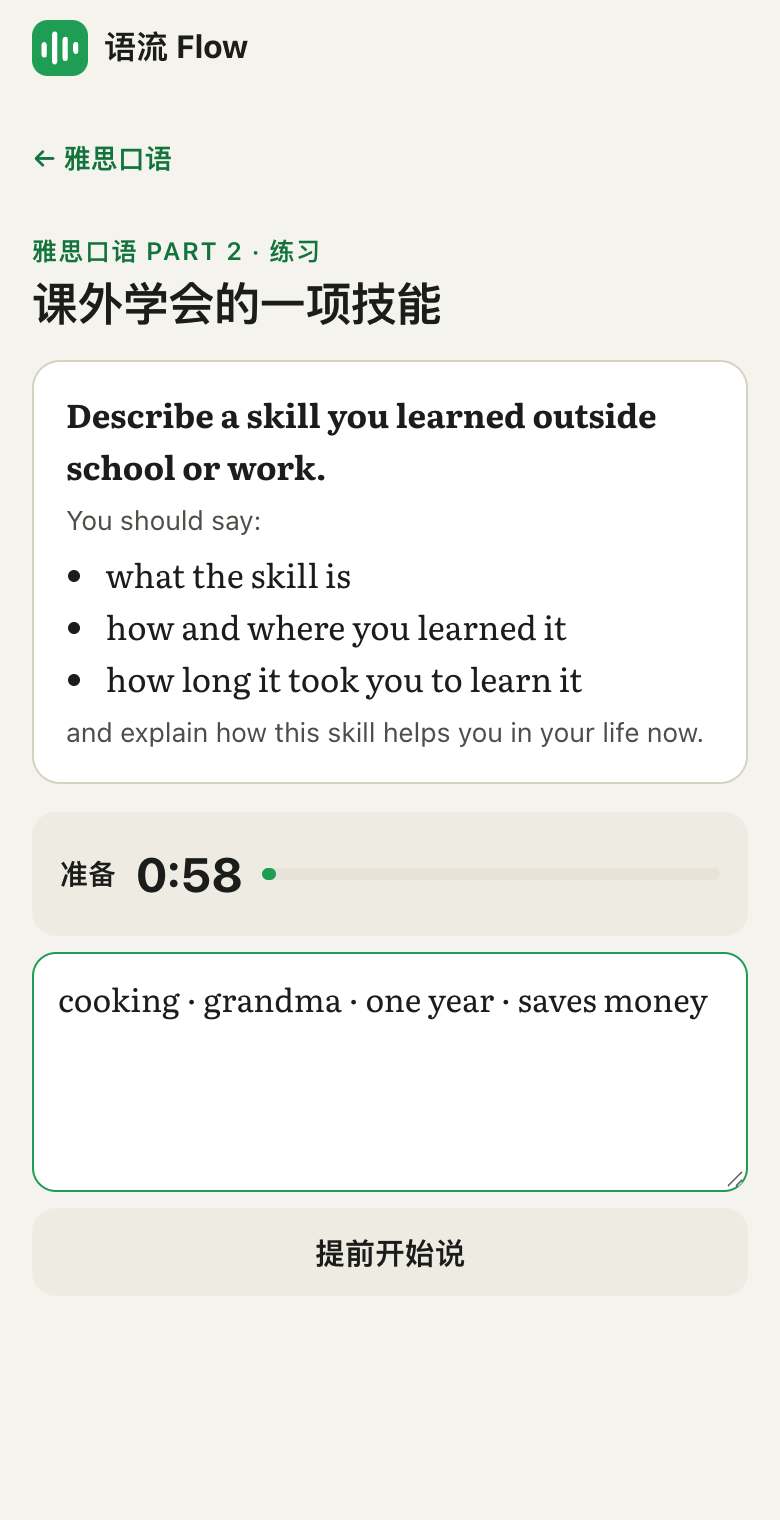 语流 Flow
← 雅思口语
雅思口语 PART 2 · 练习
课外学会的一项技能
Describe a skill you learned outside
school or work.
You should say:
• what the skill is
• how and where you learned it
• how long it took you to learn it
and explain how this skill helps you in your life now.
准备 0:58
cooking · grandma · one year · saves money
提前开始说